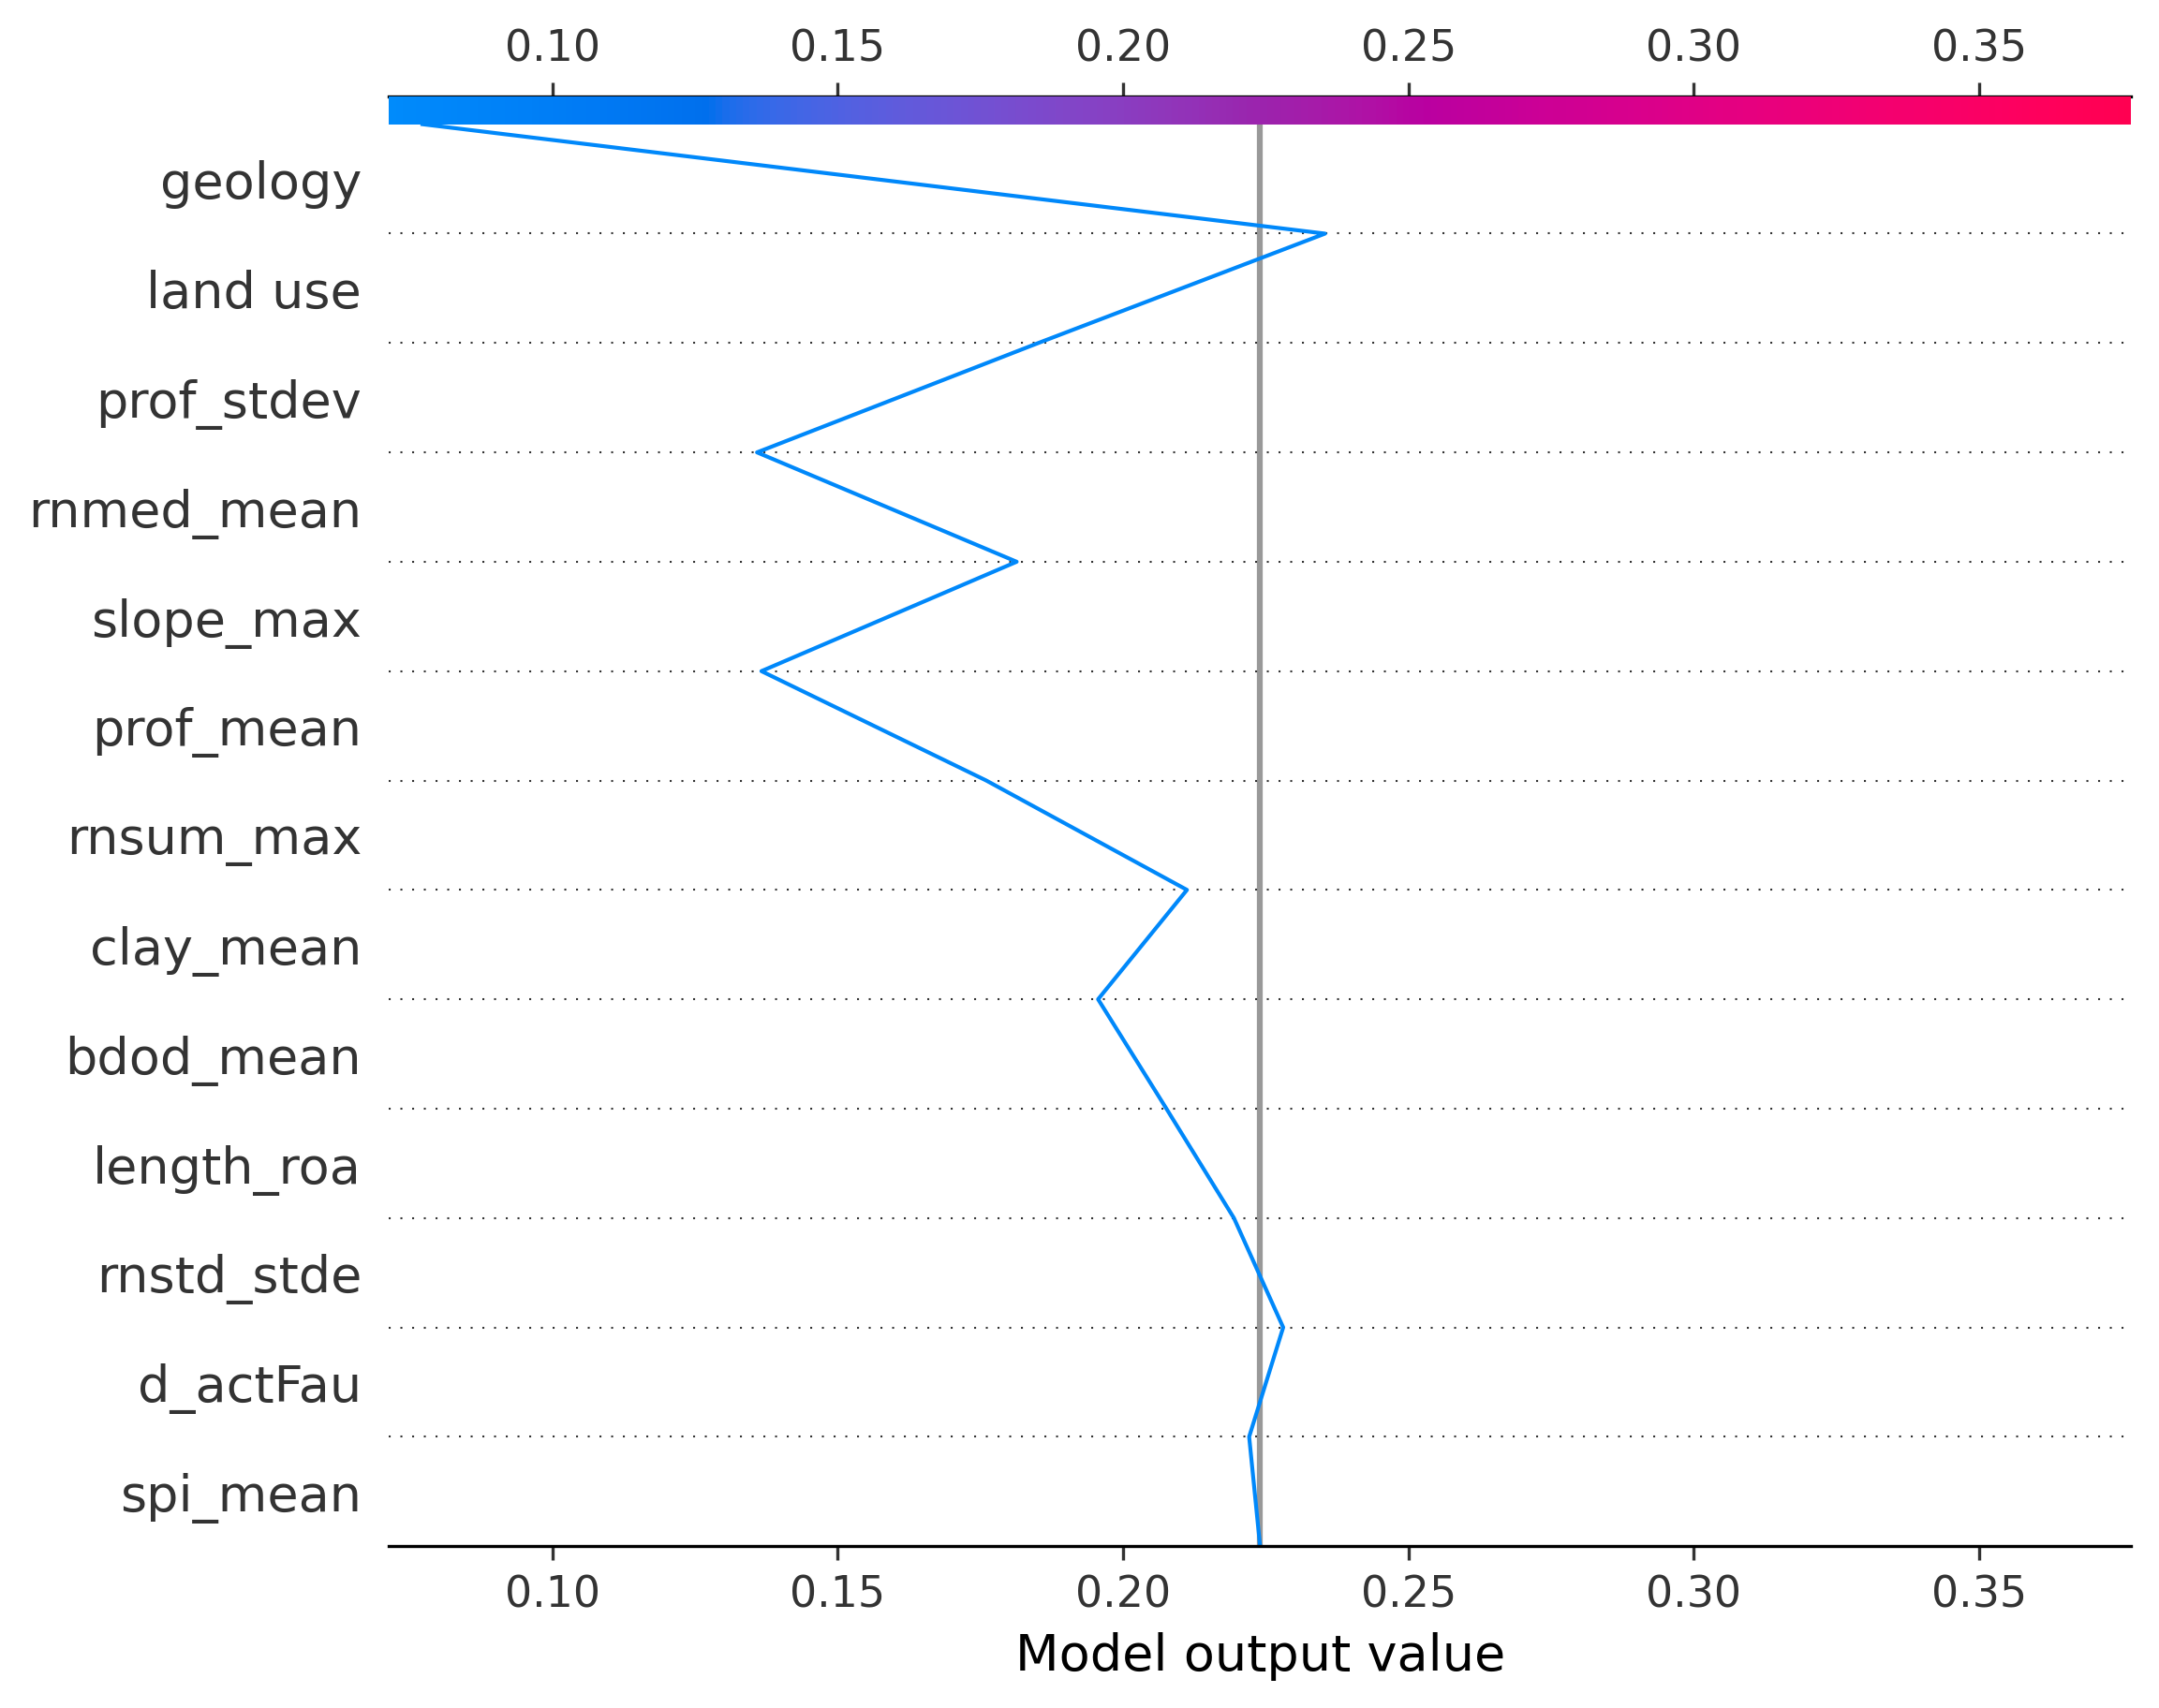 0.10 0.15 0.20 0.25 0.30 0.35
geology
land use
prof_stdev
rnmed_mean
slope_max
prof_mean
rnsum_max
clay_mean
bdod_mean
length_roa
rnstd_stde
d_actFau
spi_mean
0.10 0.15 0.20 0.25 0.30 0.35
Model output value